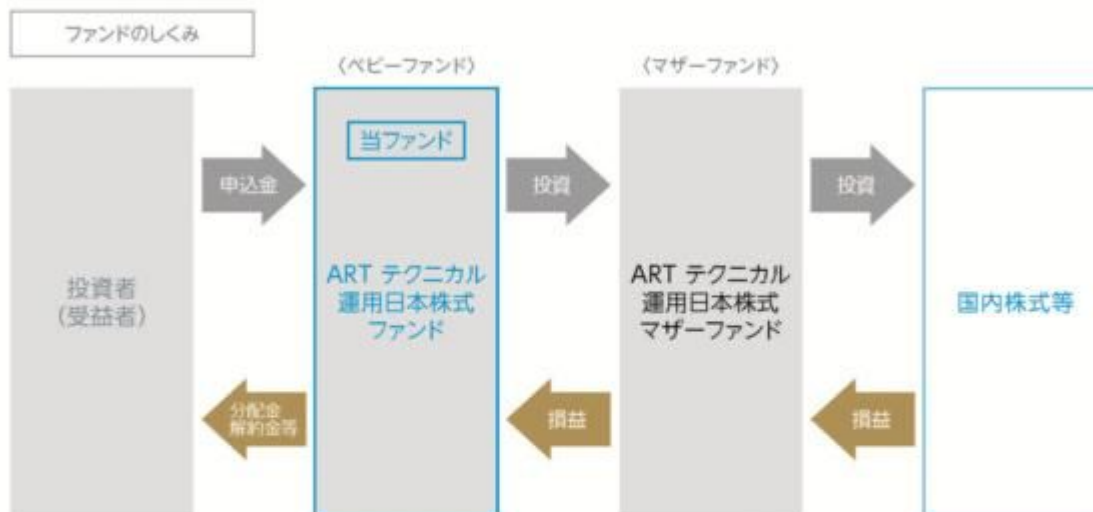 ファンドのしくみ
〈ベビーファンド〉
〈マザーファンド〉
当ファンド
申込金
投資
投資
投資者
(受益者)
ART テクニカル
運用日本株式
ファンド
ART テクニカル
運用日本株式
マザーファンド
国内株式等
分配金
解約金等
損益
損益